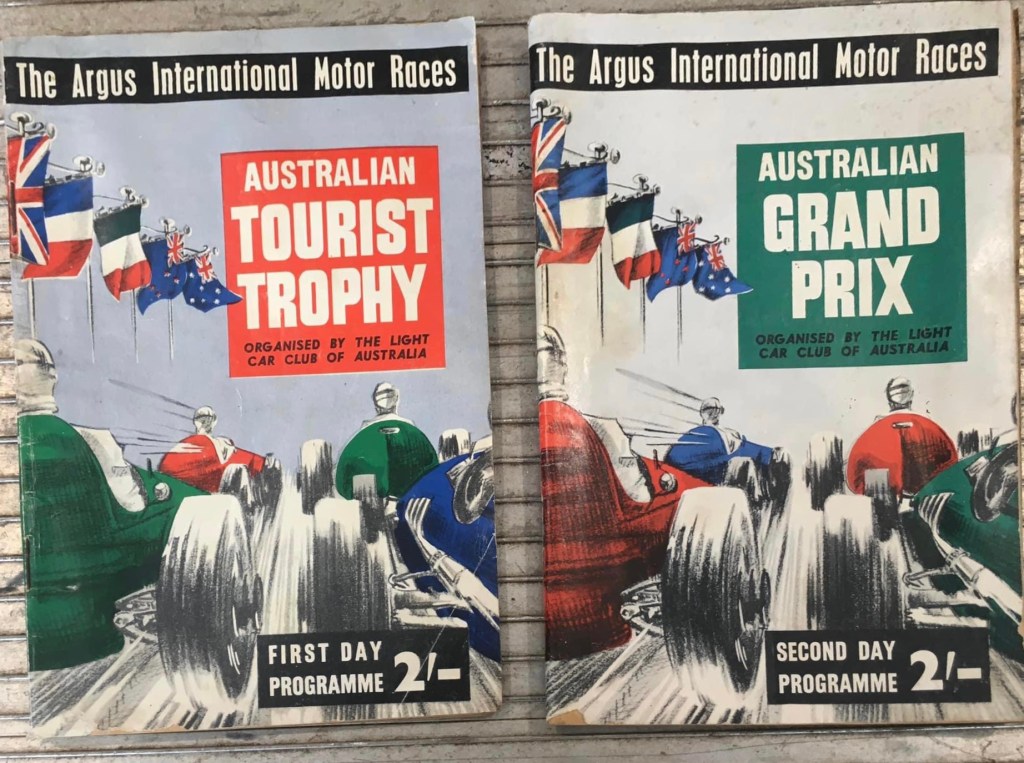 The Argus International Motor Races
AUSTRALIAN
TOURIST
TROPHY
ORGANISED BY THE LIGHT
CAR CLUB OF AUSTRALIA
FIRST DAY
PROGRAMME 2/-
The Argus International Motor Races
AUSTRALIAN
GRAND
PRIX
ORGANISED BY THE LIGHT
CAR CLUB OF AUSTRALIA
SECOND DAY
PROGRAMME 2/-